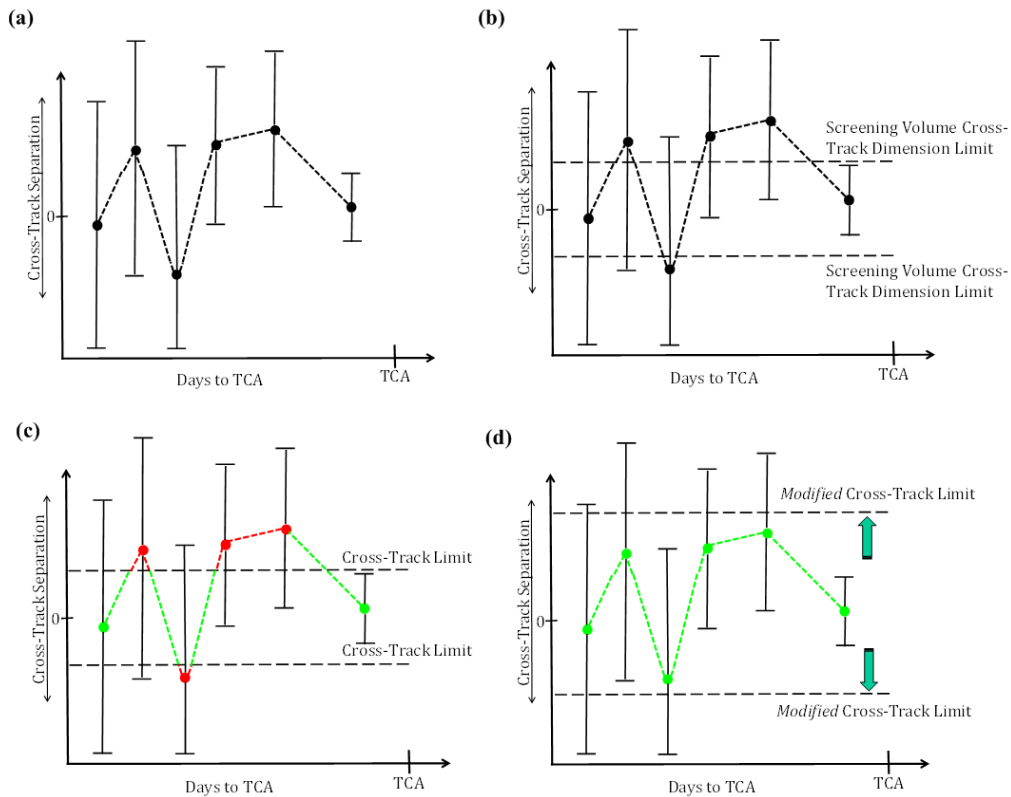 (a)
Cross-Track Separation
0
Days to TCA
TCA
(b)
Cross-Track Separation
0
Screening Volume Cross-
Track Dimension Limit
Screening Volume Cross-
Track Dimension Limit
Days to TCA
TCA
(c)
Cross-Track Separation
0
Cross-Track Limit
Cross-Track Limit
Days to TCA
TCA
(d)
Cross-Track Separation
0
Modified Cross-Track Limit
Modified Cross-Track Limit
Days to TCA
TCA